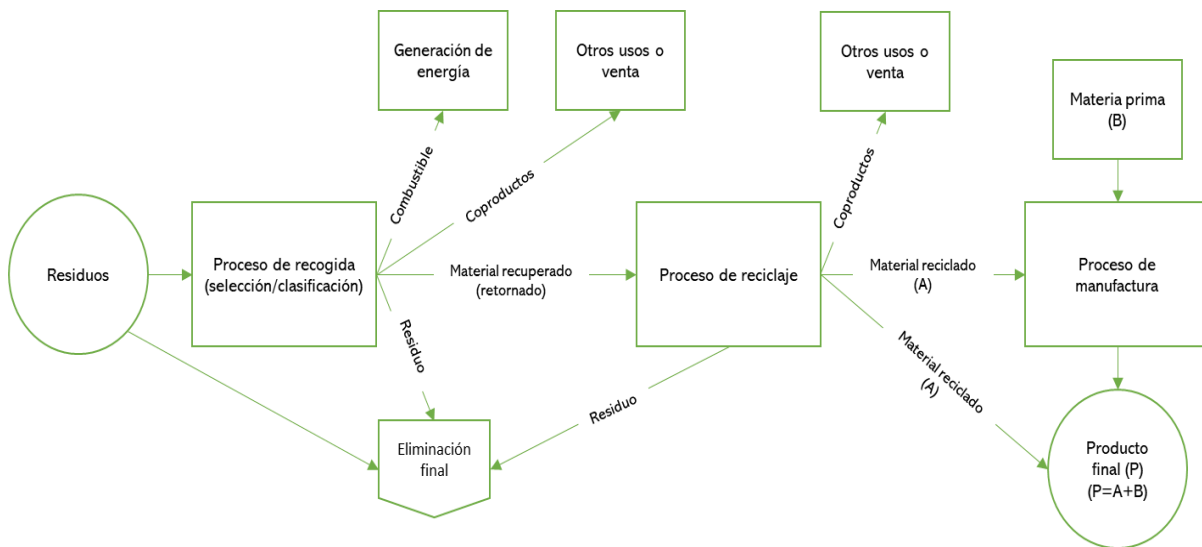 Generación de
energía
Otros usos o
venta
Otros usos o
venta
Materia prima
(B)
Combustible
Coproductos
Coproductos
Residuos
Proceso de recogida
(selección/clasificación)
Material recuperado
(retornado)
Proceso de reciclaje
Material reciclado
(A)
Proceso de
manufactura
Residuo
Residuo
Material reciclado
(A)
Eliminación
final
Producto
final (P)
(P=A+B)